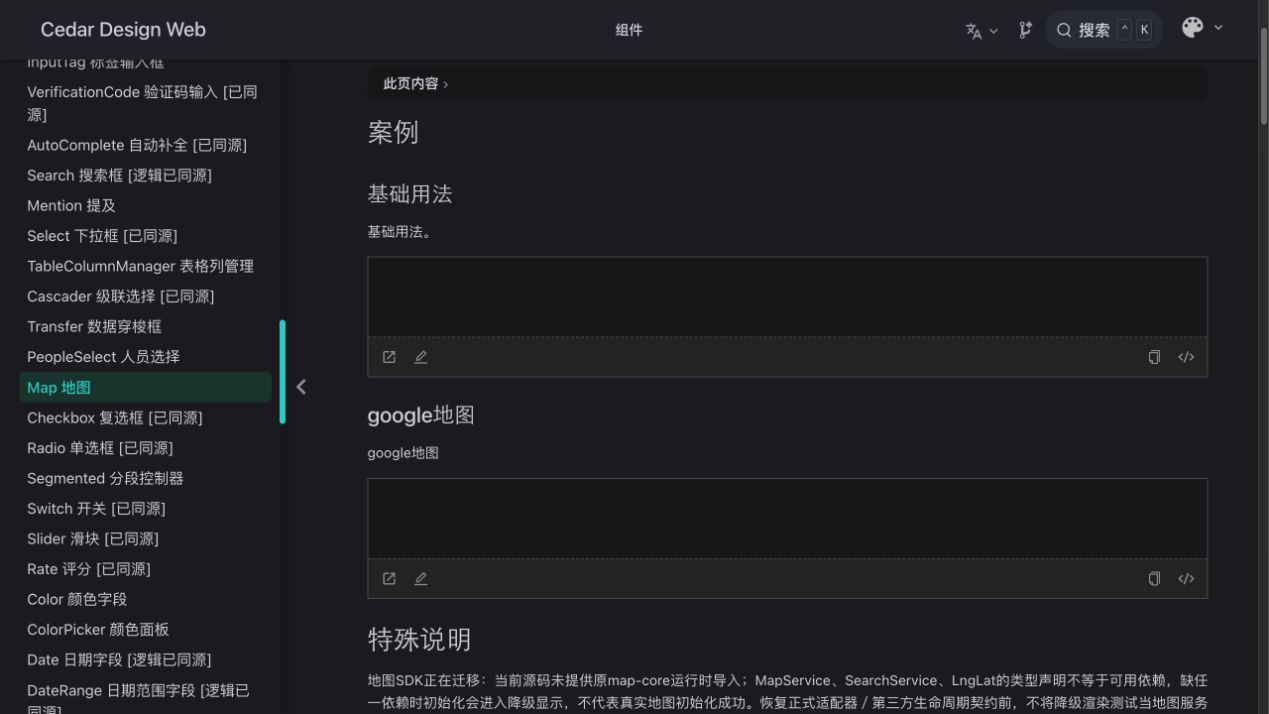 Cedar Design Web
组件
搜索 ^ K
InputTag 标签输入框
VerificationCode 验证码输入 [已同
源]
AutoComplete 自动补全 [已同源]
Search 搜索框 [逻辑已同源]
Mention 提及
Select 下拉框 [已同源]
TableColumnManager 表格列管理
Cascader 级联选择 [已同源]
Transfer 数据穿梭框
PeopleSelect 人员选择
Map 地图
Checkbox 复选框 [已同源]
Radio 单选框 [已同源]
Segmented 分段控制器
Switch 开关 [已同源]
Slider 滑块 [已同源]
Rate 评分 [已同源]
Color 颜色字段
ColorPicker 颜色面板
Date 日期字段 [逻辑已同源]
DateRange 日期范围字段 [逻辑已
同源]
此页内容 ›
案例
基础用法
基础用法。
google地图
google地图
特殊说明
地图SDK正在迁移：当前源码未提供原map-core运行时导入；MapService、SearchService、LngLat的类型声明不等于可用依赖，缺任
一依赖时初始化会进入降级显示，不代表真实地图初始化成功。恢复正式适配器 / 第三方生命周期契约前，不将降级渲染测试当地图服务